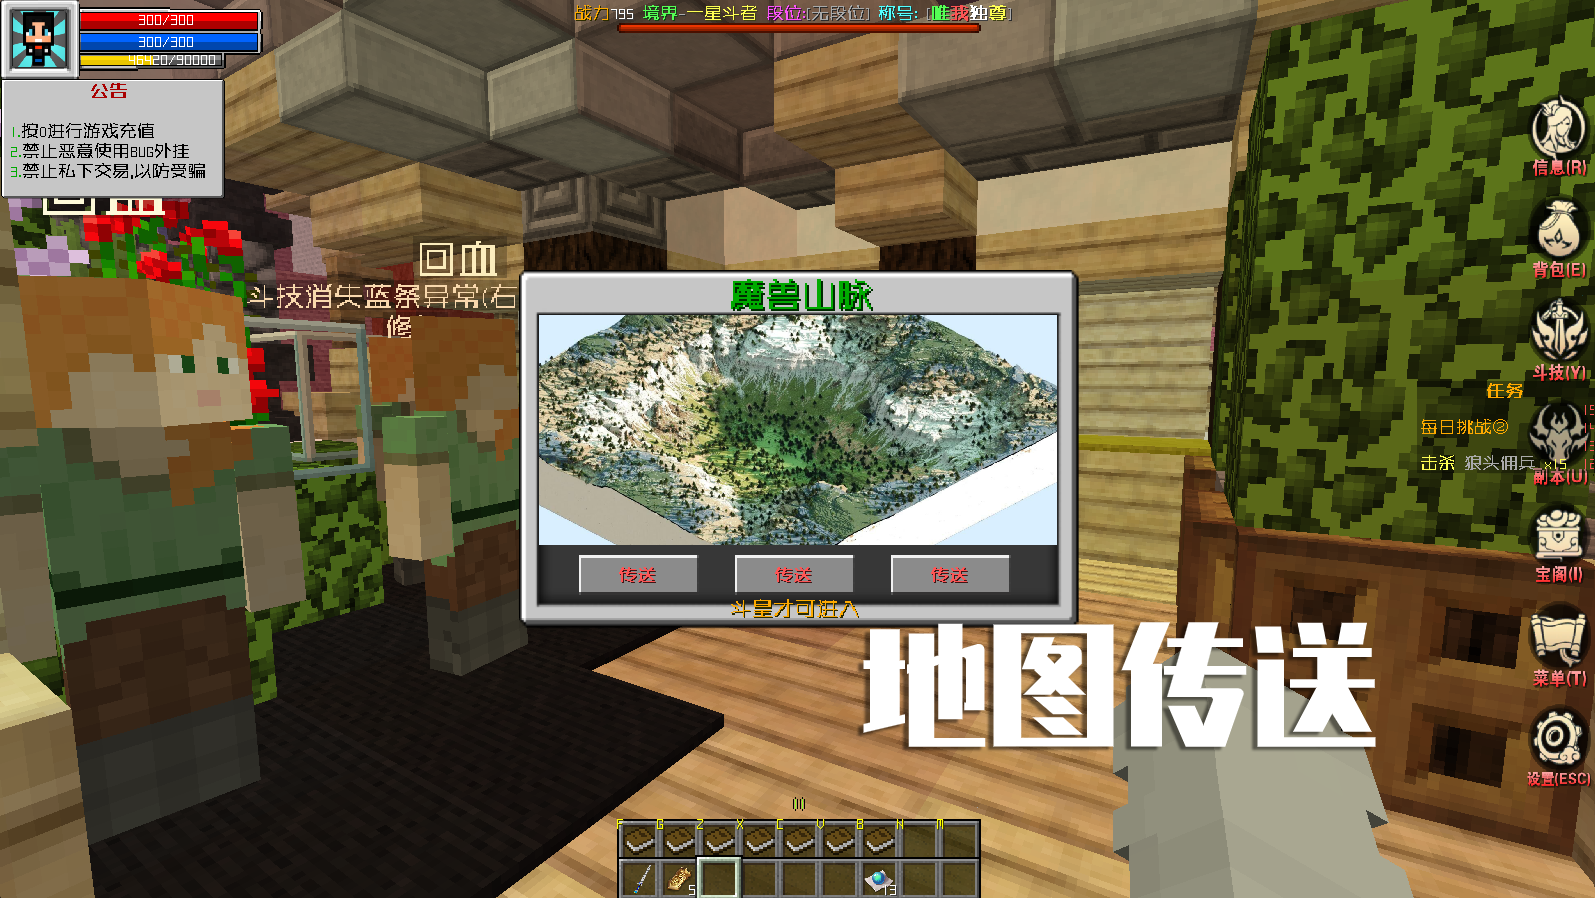 300/300
300/300
46420/90000
战力795 境界-一星斗者 段位:[无段位] 称号: [唯我独尊]
公告
1.按O进行游戏充值
2.禁止恶意使用BUG外挂
3.禁止私下交易,以防受骗
回血
回血
斗技消失蓝条异常(右
修
魔兽山脉
传送 传送 传送
斗皇才可进入
地图传送
信息(R)
背包(E)
斗技(Y)
任务
每日挑战②
击杀 狼头佣兵 x15
副本(U)
宝阁(I)
菜单(T)
设置(ESC)
F G Z X C V B N M
5 13